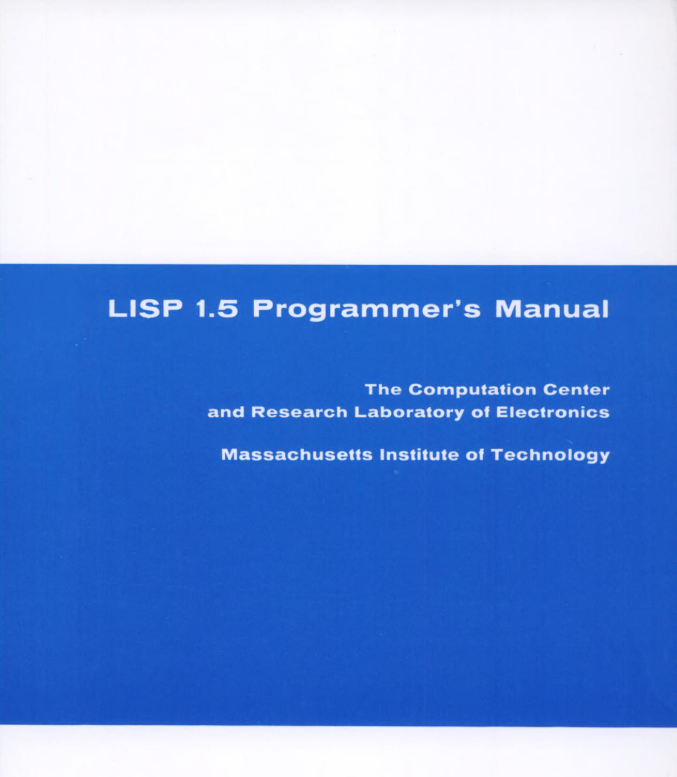 LISP 1.5 Programmer's Manual
The Computation Center
and Research Laboratory of Electronics
Massachusetts Institute of Technology